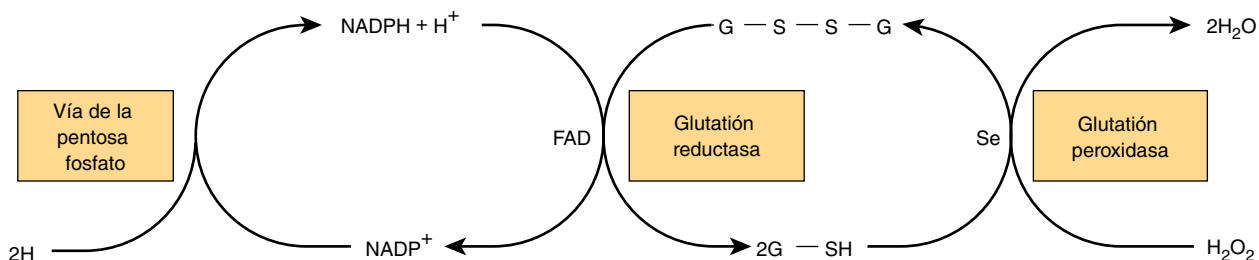 NADPH + H⁺
G — S — S — G
2H₂O
Vía de la
pentosa
fosfato
FAD
Glutatión
reductasa
Se
Glutatión
peroxidasa
2H
NADP⁺
2G — SH
H₂O₂